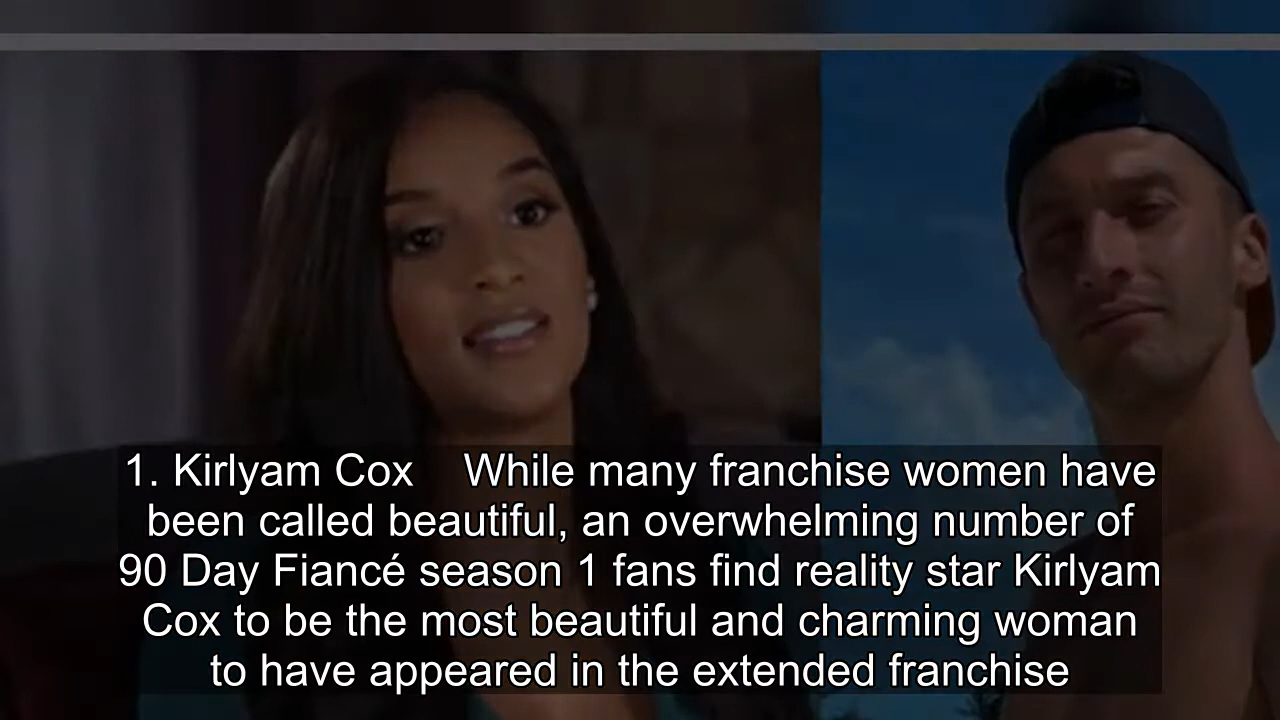 1. Kirlyam Cox While many franchise women have
been called beautiful, an overwhelming number of
90 Day Fiancé season 1 fans find reality star Kirlyam
Cox to be the most beautiful and charming woman
to have appeared in the extended franchise